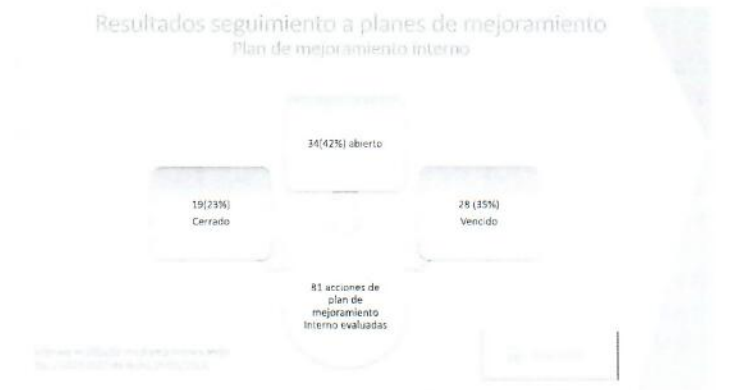 Resultados seguimiento a planes de mejoramiento
Plan de mejoramiento interno
34(42%) abierto
19(23%)
Cerrado
28 (35%)
Vencido
81 acciones de
plan de
mejoramiento
Interno evaluadas